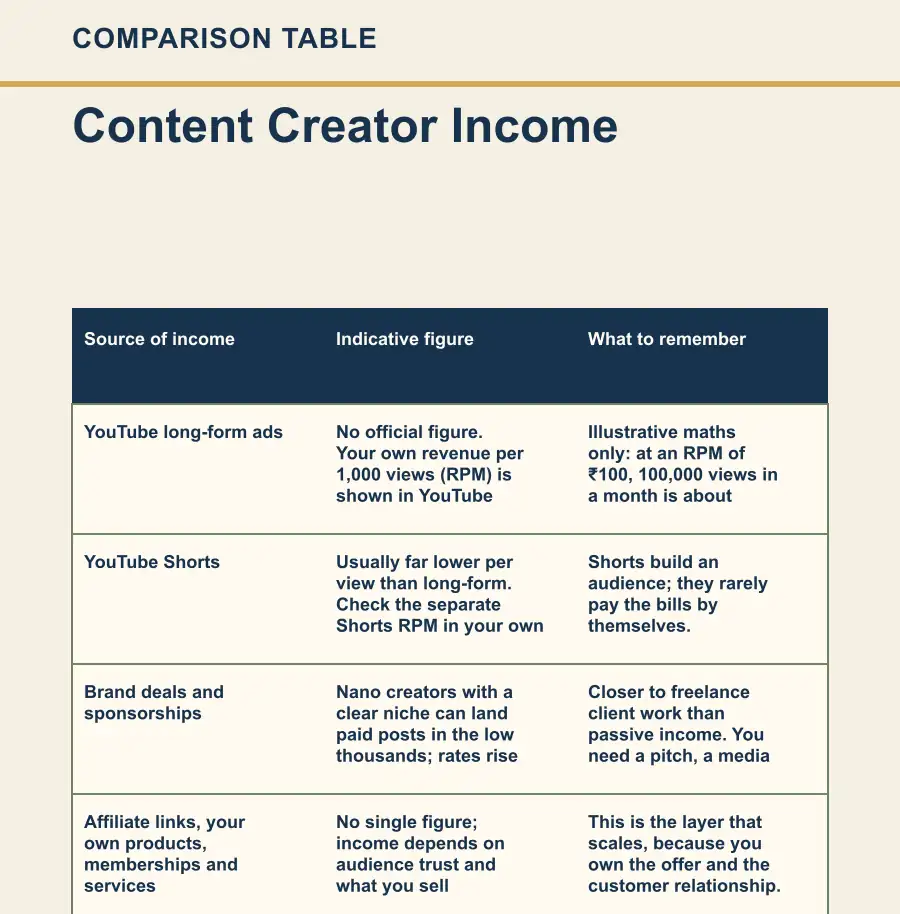 COMPARISON TABLE
Content Creator Income
Source of income
Indicative figure
What to remember
YouTube long-form ads
No official figure.
Your own revenue per
1,000 views (RPM) is
shown in YouTube
Illustrative maths
only: at an RPM of
₹100, 100,000 views in
a month is about
YouTube Shorts
Usually far lower per
view than long-form.
Check the separate
Shorts RPM in your own
Shorts build an
audience; they rarely
pay the bills by
themselves.
Brand deals and
sponsorships
Nano creators with a
clear niche can land
paid posts in the low
thousands; rates rise
Closer to freelance
client work than
passive income. You
need a pitch, a media
Affiliate links, your
own products,
memberships and
services
No single figure;
income depends on
audience trust and
what you sell
This is the layer that
scales, because you
own the offer and the
customer relationship.